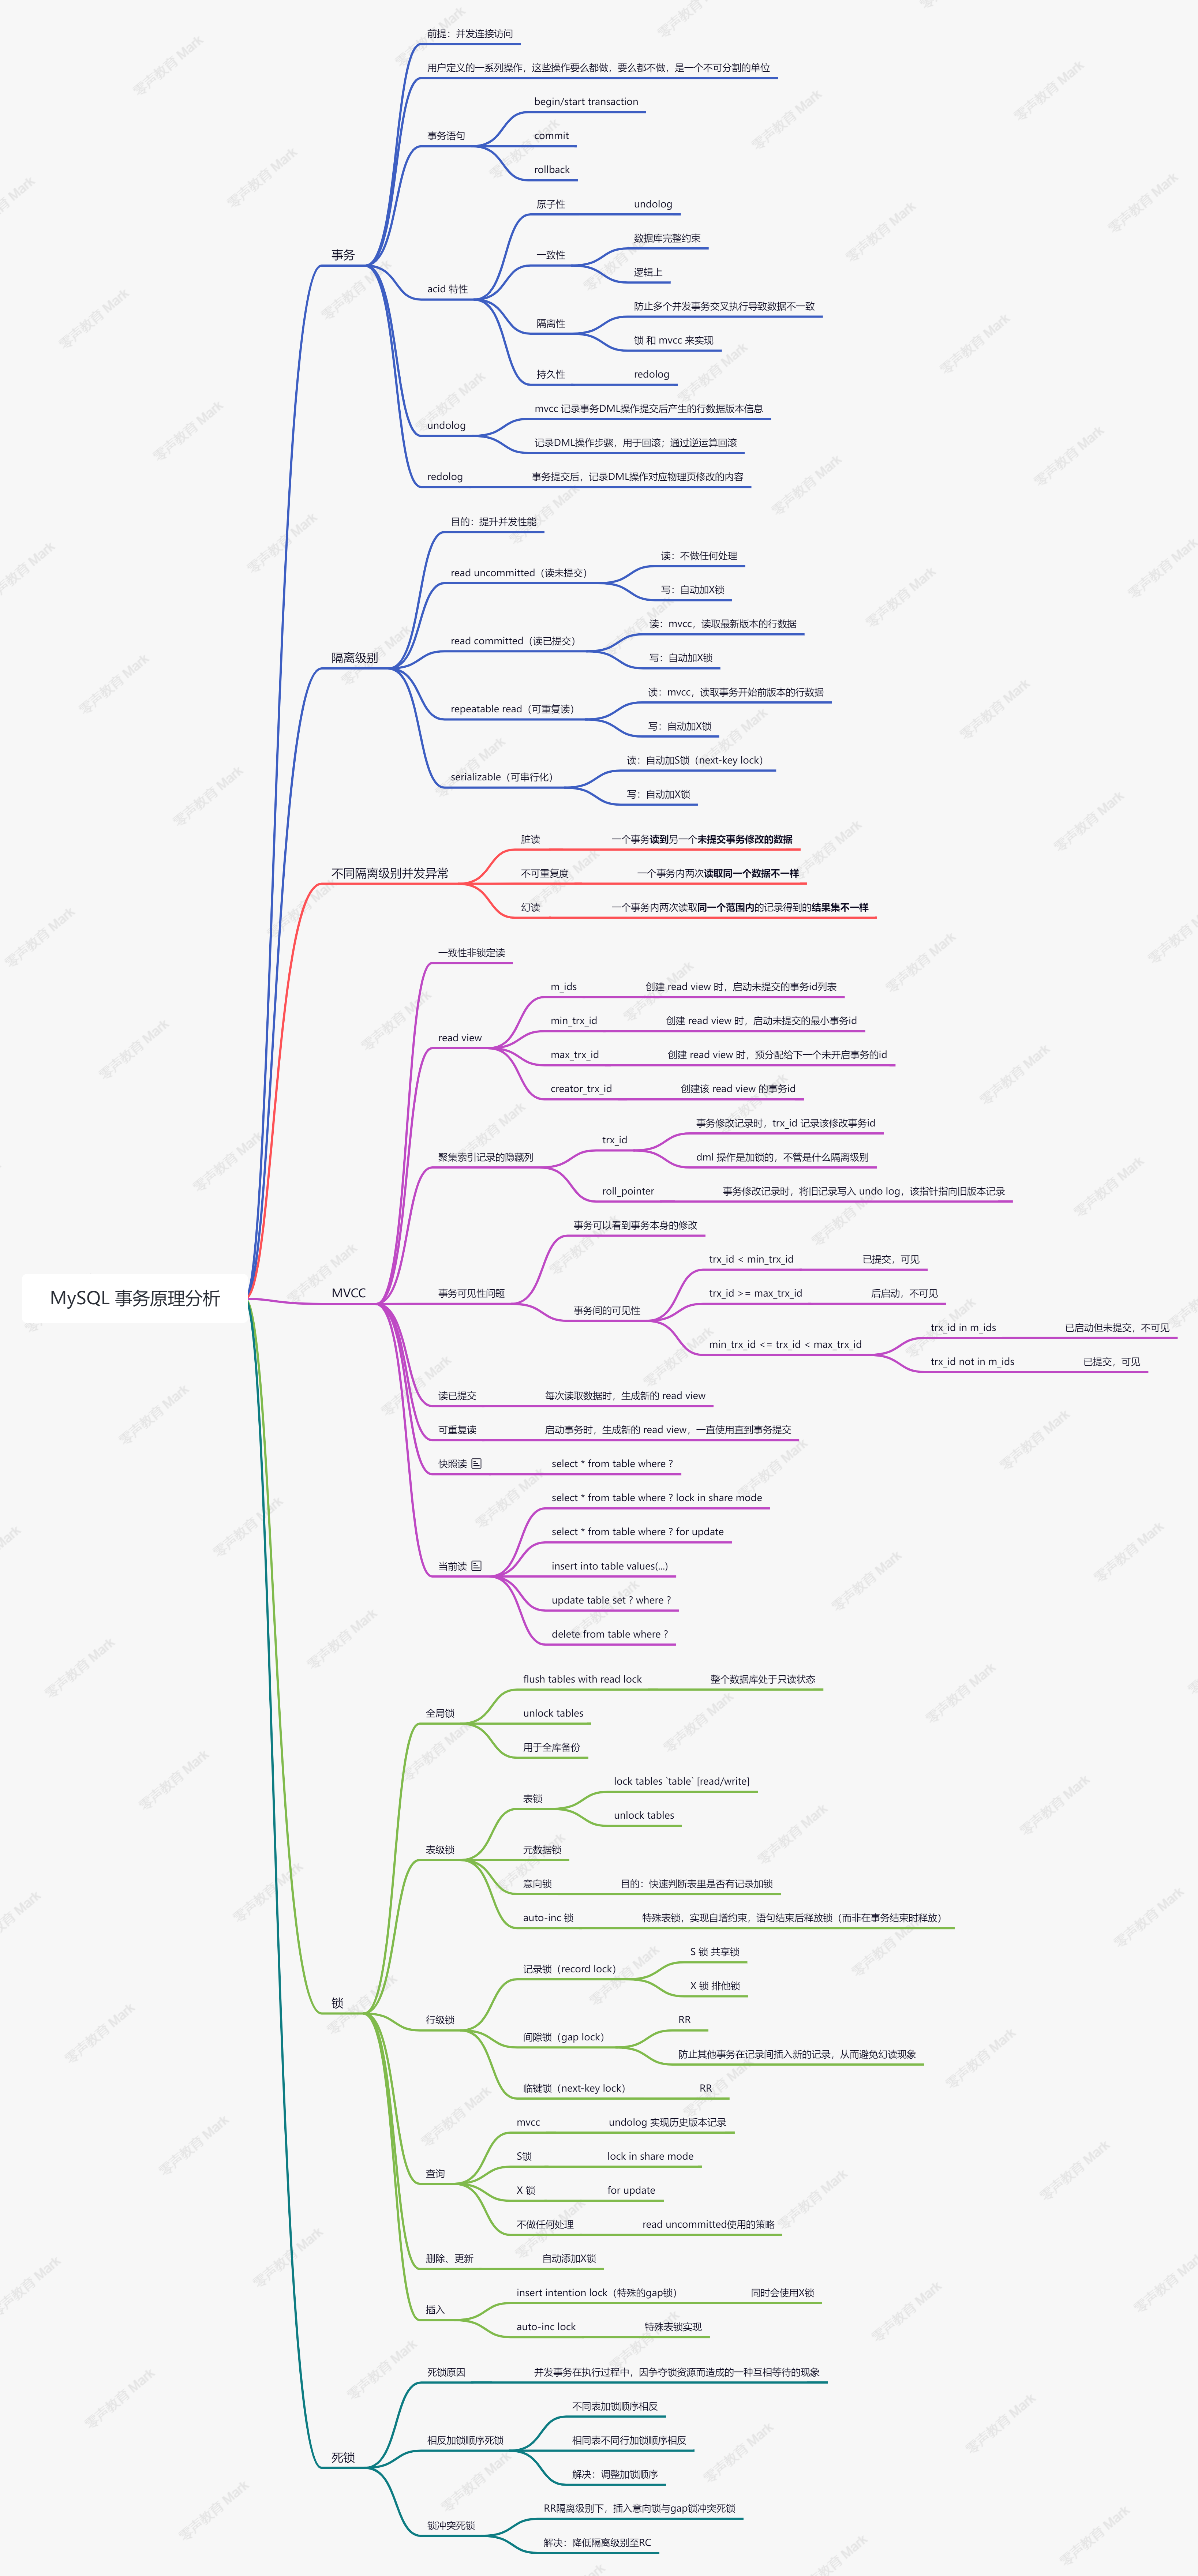 前提：并发连接访问
用户定义的一系列操作，这些操作要么都做，要么都不做，是一个不可分割的单位
begin/start transaction
事务语句
commit
rollback
原子性
undolog
数据库完整约束
事务
一致性
逻辑上
acid 特性
防止多个并发事务交叉执行导致数据不一致
隔离性
锁 和 mvcc 来实现
持久性
redolog
mvcc 记录事务DML操作提交后产生的行数据版本信息
undolog
记录DML操作步骤，用于回滚；通过逆运算回滚
redolog
事务提交后，记录DML操作对应物理页修改的内容
目的：提升并发性能
读：不做任何处理
read uncommitted（读未提交）
写：自动加X锁
读：mvcc，读取最新版本的行数据
read committed（读已提交）
隔离级别
写：自动加X锁
读：mvcc，读取事务开始前版本的行数据
repeatable read（可重复读）
写：自动加X锁
读：自动加S锁（next-key lock）
serializable（可串行化）
写：自动加X锁
脏读
一个事务读到另一个未提交事务修改的数据
不同隔离级别并发异常
不可重复度
一个事务内两次读取同一个数据不一样
幻读
一个事务内两次读取同一个范围内的记录得到的结果集不一样
一致性非锁定读
m_ids
创建 read view 时，启动未提交的事务id列表
min_trx_id
创建 read view 时，启动未提交的最小事务id
read view
max_trx_id
创建 read view 时，预分配给下一个未开启事务的id
creator_trx_id
创建该 read view 的事务id
事务修改记录时，trx_id 记录该修改事务id
trx_id
聚集索引记录的隐藏列
dml 操作是加锁的，不管是什么隔离级别
roll_pointer
事务修改记录时，将旧记录写入 undo log，该指针指向旧版本记录
事务可以看到事务本身的修改
trx_id < min_trx_id
已提交，可见
MySQL 事务原理分析
MVCC
事务可见性问题
trx_id >= max_trx_id
后启动，不可见
事务间的可见性
trx_id in m_ids
已启动但未提交，不可见
min_trx_id <= trx_id < max_trx_id
trx_id not in m_ids
已提交，可见
读已提交
每次读取数据时，生成新的 read view
可重复读
启动事务时，生成新的 read view，一直使用直到事务提交
快照读
select * from table where ?
select * from table where ? lock in share mode
select * from table where ? for update
当前读
insert into table values(...)
update table set ? where ?
delete from table where ?
flush tables with read lock
整个数据库处于只读状态
全局锁
unlock tables
用于全库备份
lock tables `table` [read/write]
表锁
unlock tables
表级锁
元数据锁
意向锁
目的：快速判断表里是否有记录加锁
auto-inc 锁
特殊表锁，实现自增约束，语句结束后释放锁（而非在事务结束时释放）
S 锁 共享锁
记录锁（record lock）
X 锁 排他锁
锁
行级锁
RR
间隙锁（gap lock）
防止其他事务在记录间插入新的记录，从而避免幻读现象
临键锁（next-key lock）
RR
mvcc
undolog 实现历史版本记录
S锁
lock in share mode
查询
X 锁
for update
不做任何处理
read uncommitted使用的策略
删除、更新
自动添加X锁
insert intention lock（特殊的gap锁）
同时会使用X锁
插入
auto-inc lock
特殊表锁实现
死锁原因
并发事务在执行过程中，因争夺锁资源而造成的一种互相等待的现象
不同表加锁顺序相反
死锁
相反加锁顺序死锁
相同表不同行加锁顺序相反
解决：调整加锁顺序
RR隔离级别下，插入意向锁与gap锁冲突死锁
锁冲突死锁
解决：降低隔离级别至RC
零声教育 Mark